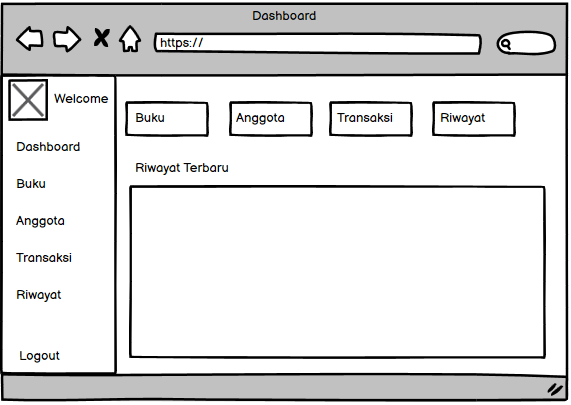 Dashboard
https://
Welcome
Dashboard
Buku
Anggota
Transaksi
Riwayat
Logout
Buku
Anggota
Transaksi
Riwayat
Riwayat Terbaru